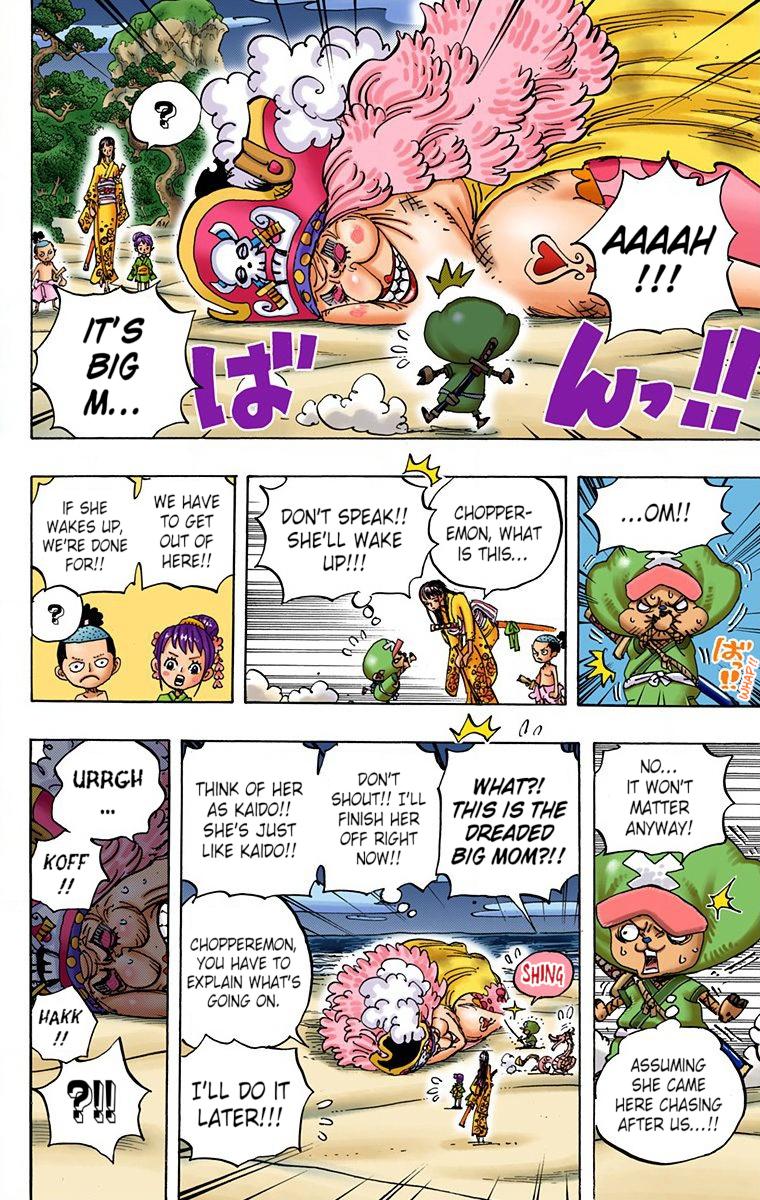 AAAAH
!!!
?
IT'S
BIG
M...
ばんっ!!
...OM!!
ばっ!!
WHAP!!
CHOPPER-
EMON, WHAT
IS THIS...
DON'T SPEAK!!
SHE'LL WAKE
UP!!!
WE HAVE
TO GET
OUT OF
HERE!!
IF SHE
WAKES UP,
WE'RE DONE
FOR!!
?
NO...
IT WON'T
MATTER
ANYWAY!
ASSUMING
SHE CAME
HERE CHASING
AFTER US...!!
WHAT?!
THIS IS THE
DREADED
BIG MOM?!!
DON'T
SHOUT!! I'LL
FINISH HER
OFF RIGHT
NOW!!
THINK OF HER
AS KAIDO!!
SHE'S JUST
LIKE KAIDO!!
SHING
CHOPPEREMON,
YOU HAVE TO
EXPLAIN WHAT'S
GOING ON.
I'LL DO IT
LATER!!!
URRGH
...
KOFF
!!
HAKK
!!
?!!